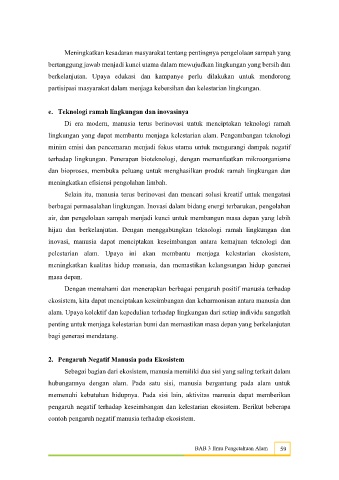 Meningkatkan kesadaran masyarakat tentang pentingnya pengelolaan sampah yang
bertanggung jawab menjadi kunci utama dalam mewujudkan lingkungan yang bersih dan
berkelanjutan. Upaya edukasi dan kampanye perlu dilakukan untuk mendorong
partisipasi masyarakat dalam menjaga kebersihan dan kelestarian lingkungan.
e. Teknologi ramah lingkungan dan inovasinya
Di era modern, manusia terus berinovasi untuk menciptakan teknologi ramah
lingkungan yang dapat membantu menjaga kelestarian alam. Pengembangan teknologi
minim emisi dan pencemaran menjadi fokus utama untuk mengurangi dampak negatif
terhadap lingkungan. Penerapan bioteknologi, dengan memanfaatkan mikroorganisme
dan bioproses, membuka peluang untuk menghasilkan produk ramah lingkungan dan
meningkatkan efisiensi pengolahan limbah.
Selain itu, manusia terus berinovasi dan mencari solusi kreatif untuk mengatasi
berbagai permasalahan lingkungan. Inovasi dalam bidang energi terbarukan, pengolahan
air, dan pengelolaan sampah menjadi kunci untuk membangun masa depan yang lebih
hijau dan berkelanjutan. Dengan menggabungkan teknologi ramah lingkungan dan
inovasi, manusia dapat menciptakan keseimbangan antara kemajuan teknologi dan
pelestarian alam. Upaya ini akan membantu menjaga kelestarian ekosistem,
meningkatkan kualitas hidup manusia, dan memastikan kelangsungan hidup generasi
masa depan.
Dengan memahami dan menerapkan berbagai pengaruh positif manusia terhadap
ekosistem, kita dapat menciptakan keseimbangan dan keharmonisan antara manusia dan
alam. Upaya kolektif dan kepedulian terhadap lingkungan dari setiap individu sangatlah
penting untuk menjaga kelestarian bumi dan memastikan masa depan yang berkelanjutan
bagi generasi mendatang.
2. Pengaruh Negatif Manusia pada Ekosistem
Sebagai bagian dari ekosistem, manusia memiliki dua sisi yang saling terkait dalam
hubungannya dengan alam. Pada satu sisi, manusia bergantung pada alam untuk
memenuhi kebutuhan hidupnya. Pada sisi lain, aktivitas manusia dapat memberikan
pengaruh negatif terhadap keseimbangan dan kelestarian ekosistem. Berikut beberapa
contoh pengaruh negatif manusia terhadap ekosistem.
BAB 3 Ilmu Pengetahuan Alam 59